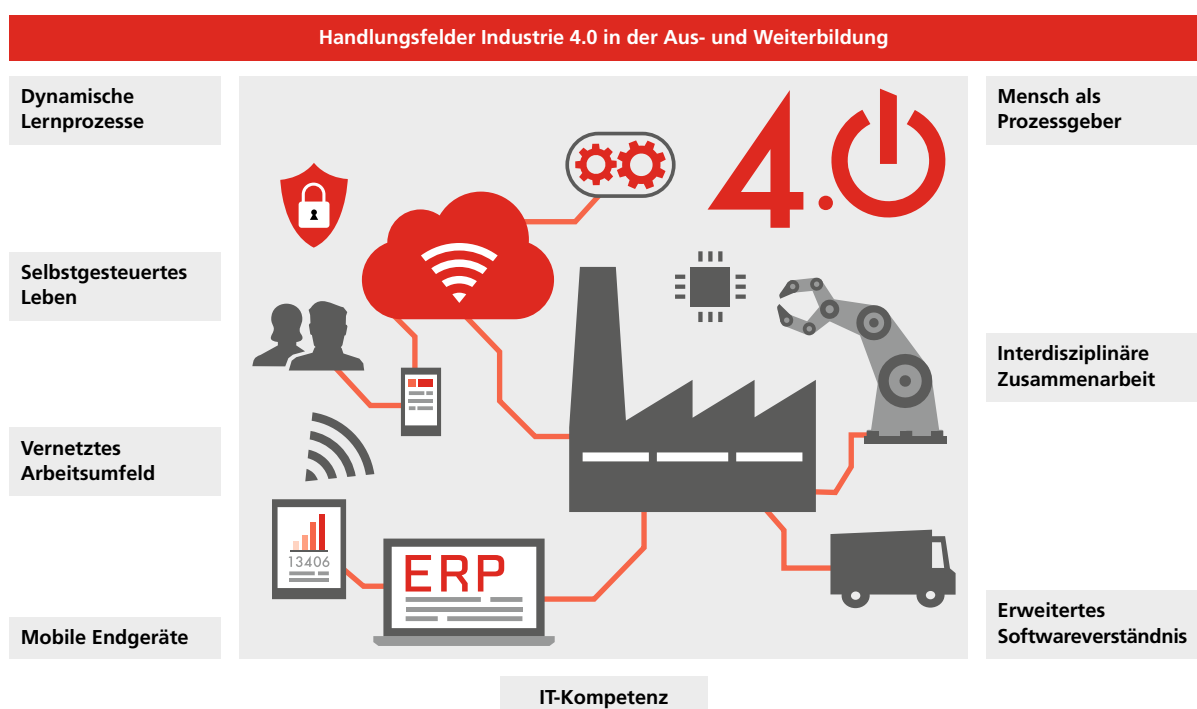 Handlungsfelder Industrie 4.0 in der Aus- und Weiterbildung
Dynamische
Lernprozesse
Selbstgesteuertes
Leben
Vernetztes
Arbeitsumfeld
Mobile Endgeräte
4.0
13406
ERP
Mensch als
Prozessgeber
Interdisziplinäre
Zusammenarbeit
Erweitertes
Softwareverständnis
IT-Kompetenz